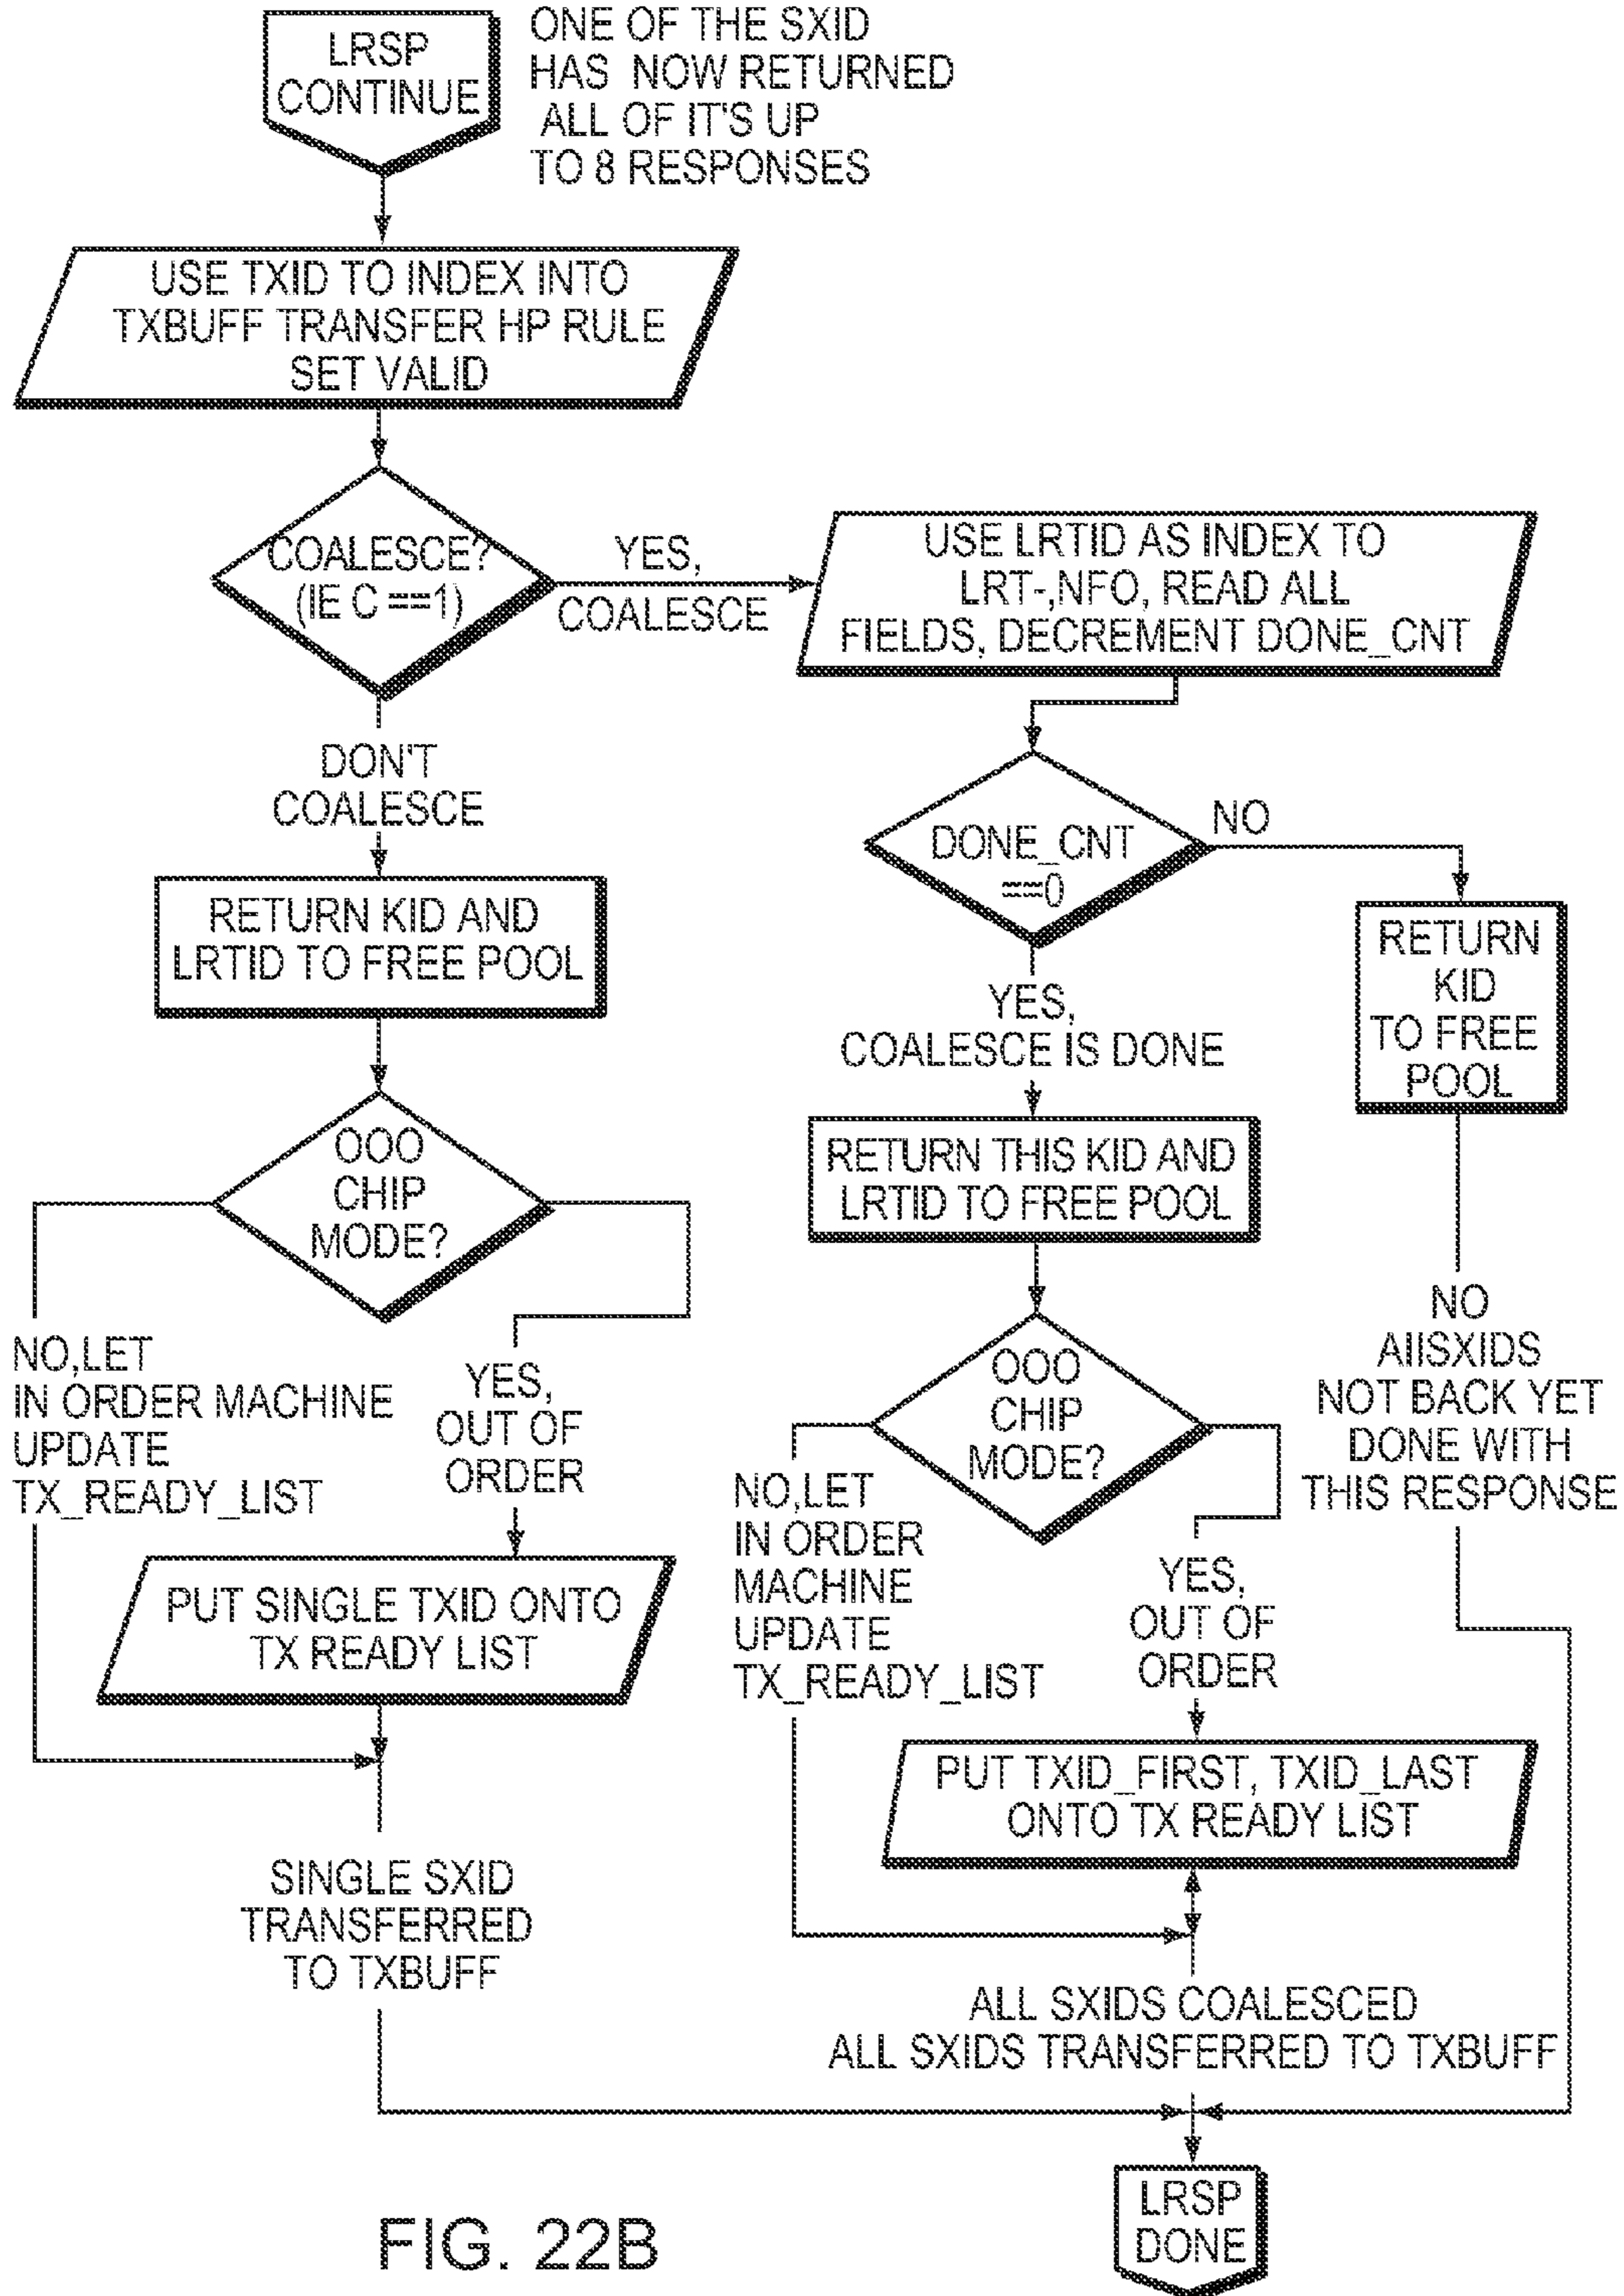 LRSP
CONTINUE
ONE OF THE SXID
HAS NOW RETURNED
ALL OF IT'S UP
TO 8 RESPONSES
USE TXID TO INDEX INTO
TXBUFF TRANSFER HP RULE
SET VALID
COALESCE?
(IE C ==1)
YES,
COALESCE
USE LRTID AS INDEX TO
LRT-,NFO, READ ALL
FIELDS, DECREMENT DONE_CNT
DON'T
COALESCE
DONE_CNT
==0
NO
RETURN KID AND
LRTID TO FREE POOL
RETURN
KID
TO FREE
POOL
YES,
COALESCE IS DONE
OOO
CHIP
MODE?
RETURN THIS KID AND
LRTID TO FREE POOL
NO,LET
IN ORDER MACHINE
UPDATE
TX_READY_LIST
YES,
OUT OF
ORDER
OOO
CHIP
MODE?
NO
AIISXIDS
NOT BACK YET
DONE WITH
THIS RESPONSE
NO,LET
IN ORDER
MACHINE
UPDATE
TX_READY_LIST
YES,
OUT OF
ORDER
PUT SINGLE TXID ONTO
TX READY LIST
PUT TXID_FIRST, TXID_LAST
ONTO TX READY LIST
SINGLE SXID
TRANSFERRED
TO TXBUFF
ALL SXIDS COALESCED
ALL SXIDS TRANSFERRED TO TXBUFF
LRSP
DONE
FIG. 22B